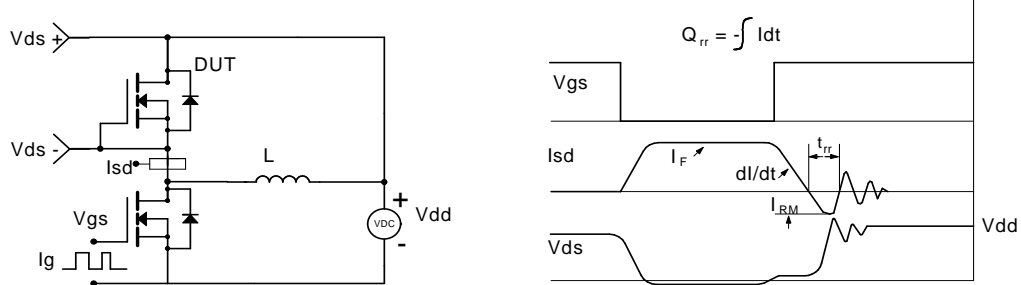 Vds +
DUT
Vds -
Isd
L
Vgs
Ig
+
VDC
-
Vdd
Q rr = - ∫ Idt
Vgs
Isd
I F
dI/dt
t rr
I RM
Vds
Vdd